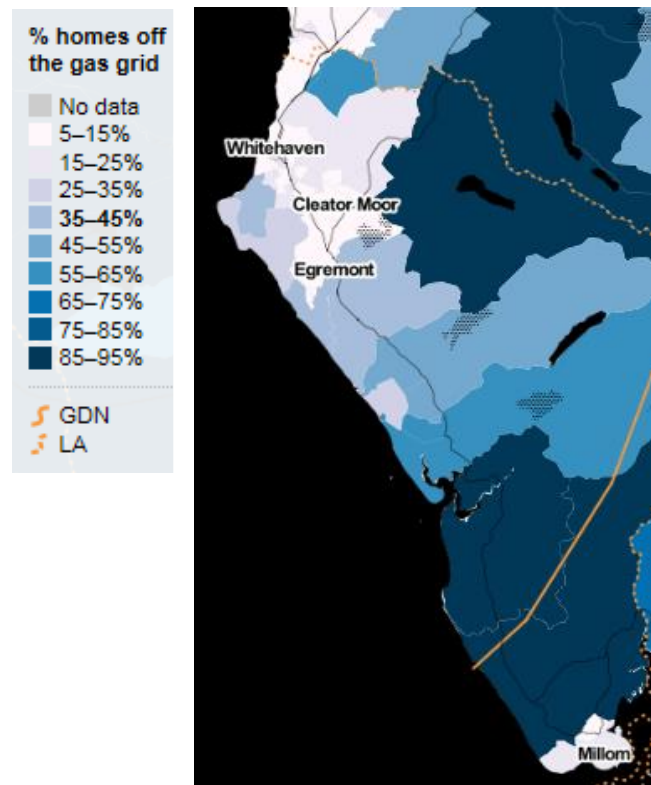 % homes off
the gas grid
No data
5–15%
15–25%
25–35%
35–45%
45–55%
55–65%
65–75%
75–85%
85–95%
GDN
LA
Whitehaven
Cleator Moor
Egremont
Millom